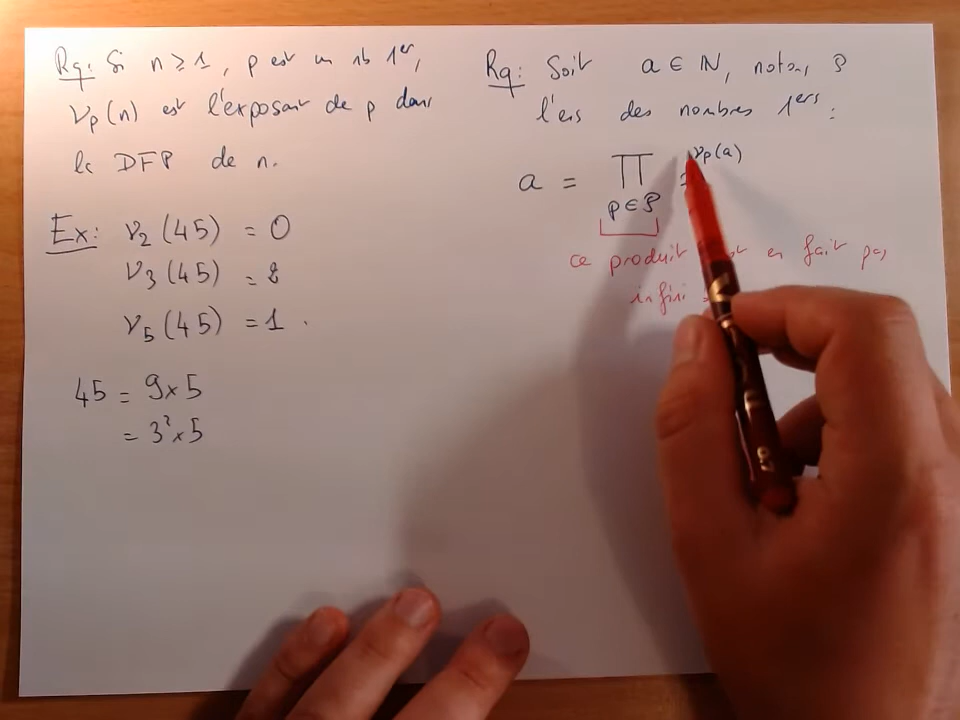 Rq: Si n ≥ 1, p est un nb 1er,
νp(n) est l'exposant de p dans
la DFP de n.
Ex: ν2(45) = 0
ν3(45) = 2
ν5(45) = 1.
45 = 9 × 5
= 3² × 5
Rq: Soit a ∈ ℕ, notons 𝒫
l'ens des nombres 1ers:
a = ∏ p∈𝒫 νp(a)
ce produit en fait pas
infini
0.7